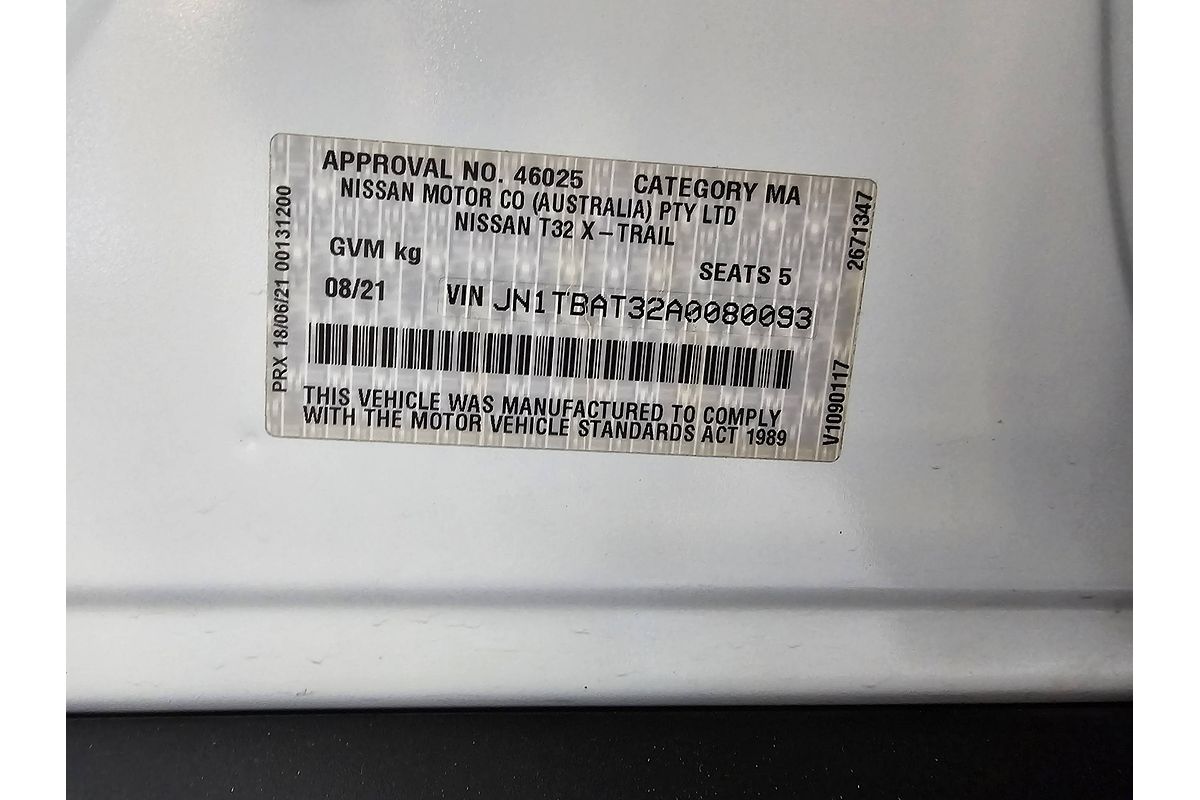 APPROVAL NO. 46025 CATEGORY MA
NISSAN MOTOR CO (AUSTRALIA) PTY LTD
NISSAN T32 X-TRAIL
GVM kg SEATS 5
08/21 VIN JN1TBAT32A0080093
THIS VEHICLE WAS MANUFACTURED TO COMPLY
WITH THE MOTOR VEHICLE STANDARDS ACT 1989
PRX 18/06/21 00131200
V1090117 2671347